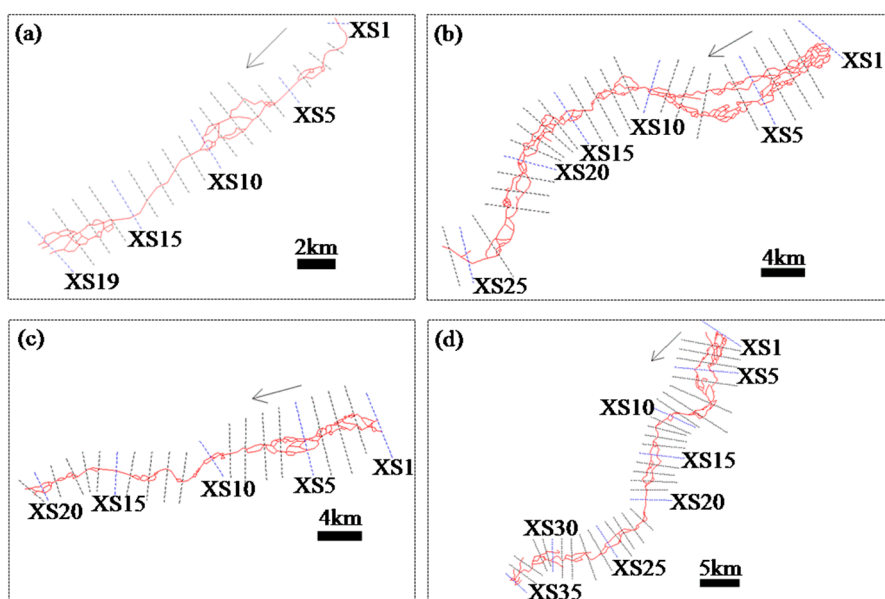 (a)
XS1
XS5
XS10
XS15
XS19
2km
(b)
XS1
XS5
XS10
XS15
XS20
XS25
4km
(c)
XS1
XS5
XS10
XS15
XS20
4km
(d)
XS1
XS5
XS10
XS15
XS20
XS30
XS25
XS35
5km